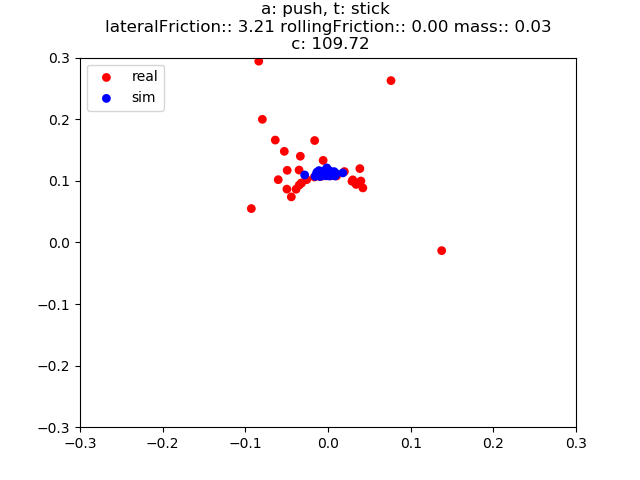 a: push, t: stick
lateralFriction:: 3.21 rollingFriction:: 0.00 mass:: 0.03
c: 109.72
real
sim
0.3
0.2
0.1
0.0
−0.1
−0.2
−0.3
−0.3
−0.2
−0.1
0.0
0.1
0.2
0.3